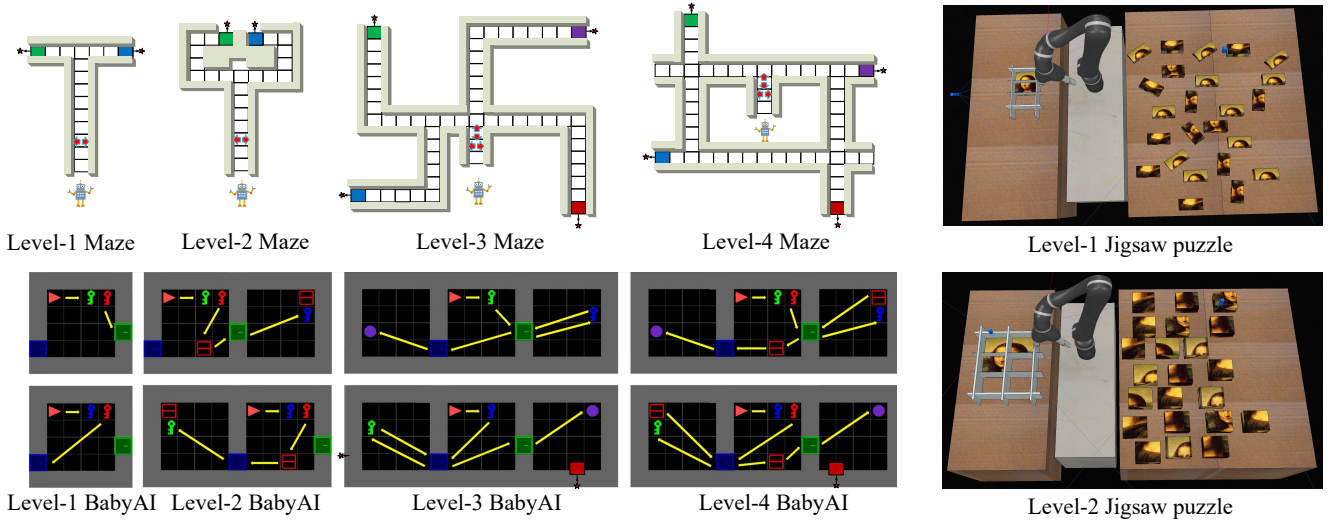 Level-1 Maze
Level-2 Maze
Level-3 Maze
Level-4 Maze
Level-1 Jigsaw puzzle
Level-1 BabyAI
Level-2 BabyAI
Level-3 BabyAI
Level-4 BabyAI
Level-2 Jigsaw puzzle